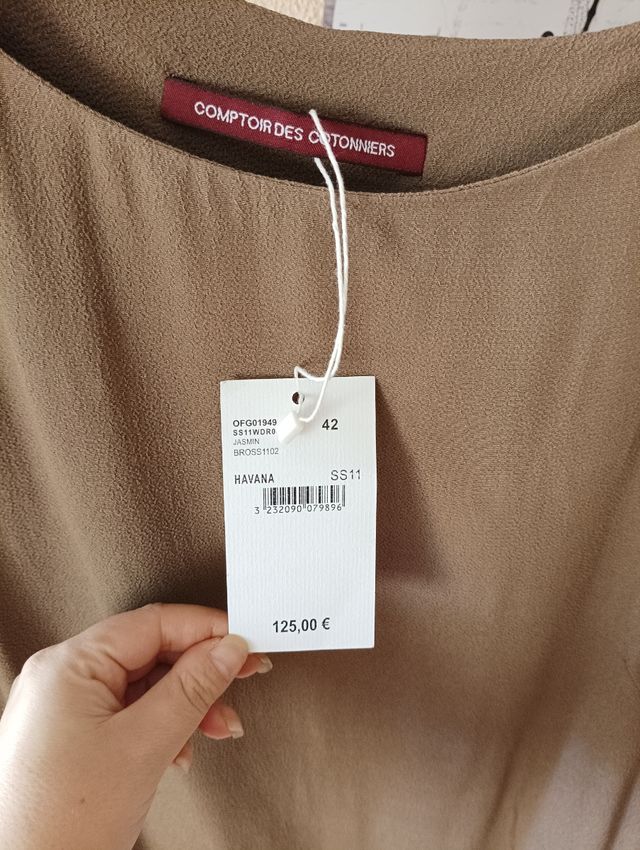 COMPTOIR DES COTONNIERS
OFG01949 42
SS11WDR0
JASMIN
BROSS1102
HAVANA SS11
3 232090 079896
125,00 €